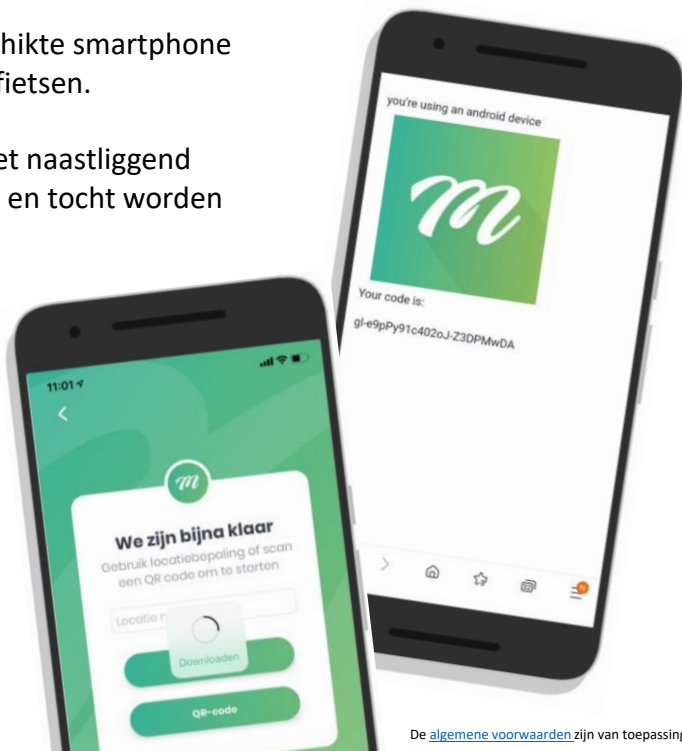 hikte smartphone
fietsen.
et naastliggend
en tocht worden
you're using an android device
m
Your code is:
gl-e9pPy91c402oJ-Z3DPMwDA
N
11:01
m
We zijn bijna klaar
Gebruik locatiebepaling of scan
een QR code om te starten
Locatie
Downloaden
QR-code
De algemene voorwaarden zijn van toepassing